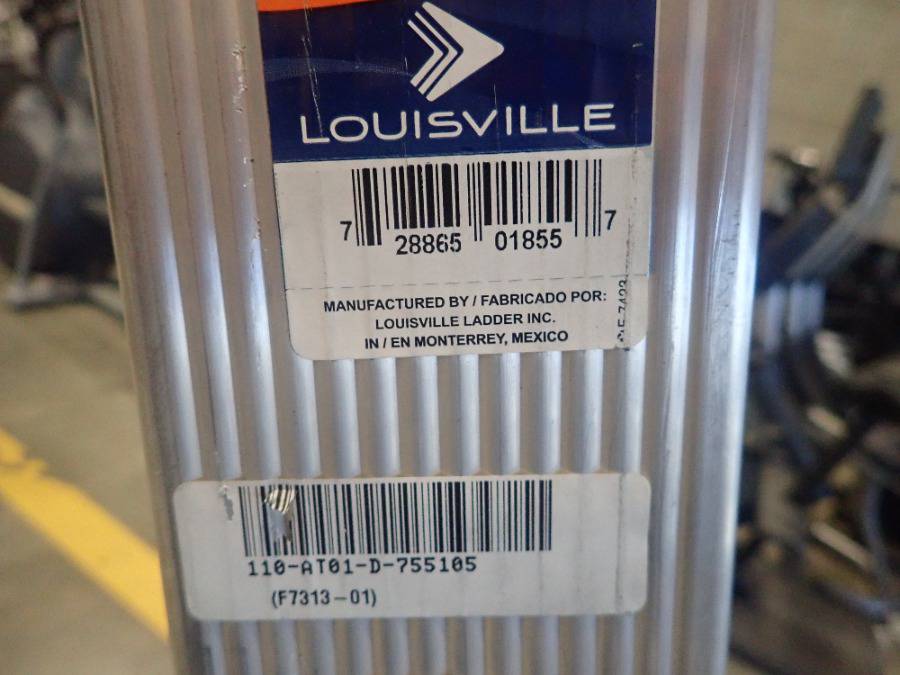 LOUISVILLE
7 28865 01855 7
MANUFACTURED BY / FABRICADO POR:
LOUISVILLE LADDER INC.
IN / EN MONTERREY, MEXICO
110-AT01-D-755105
(F7313-01)